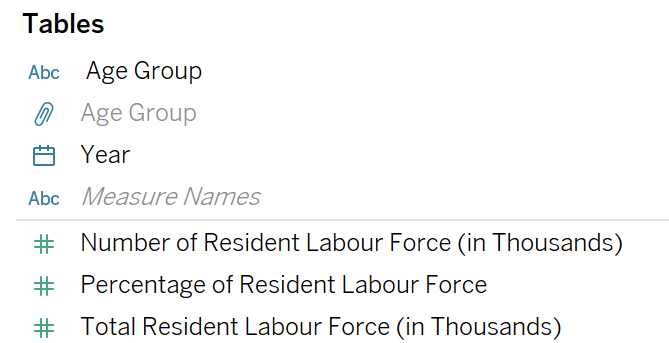 Tables
Abc Age Group
Age Group
Year
Abc Measure Names
# Number of Resident Labour Force (in Thousands)
# Percentage of Resident Labour Force
# Total Resident Labour Force (in Thousands)